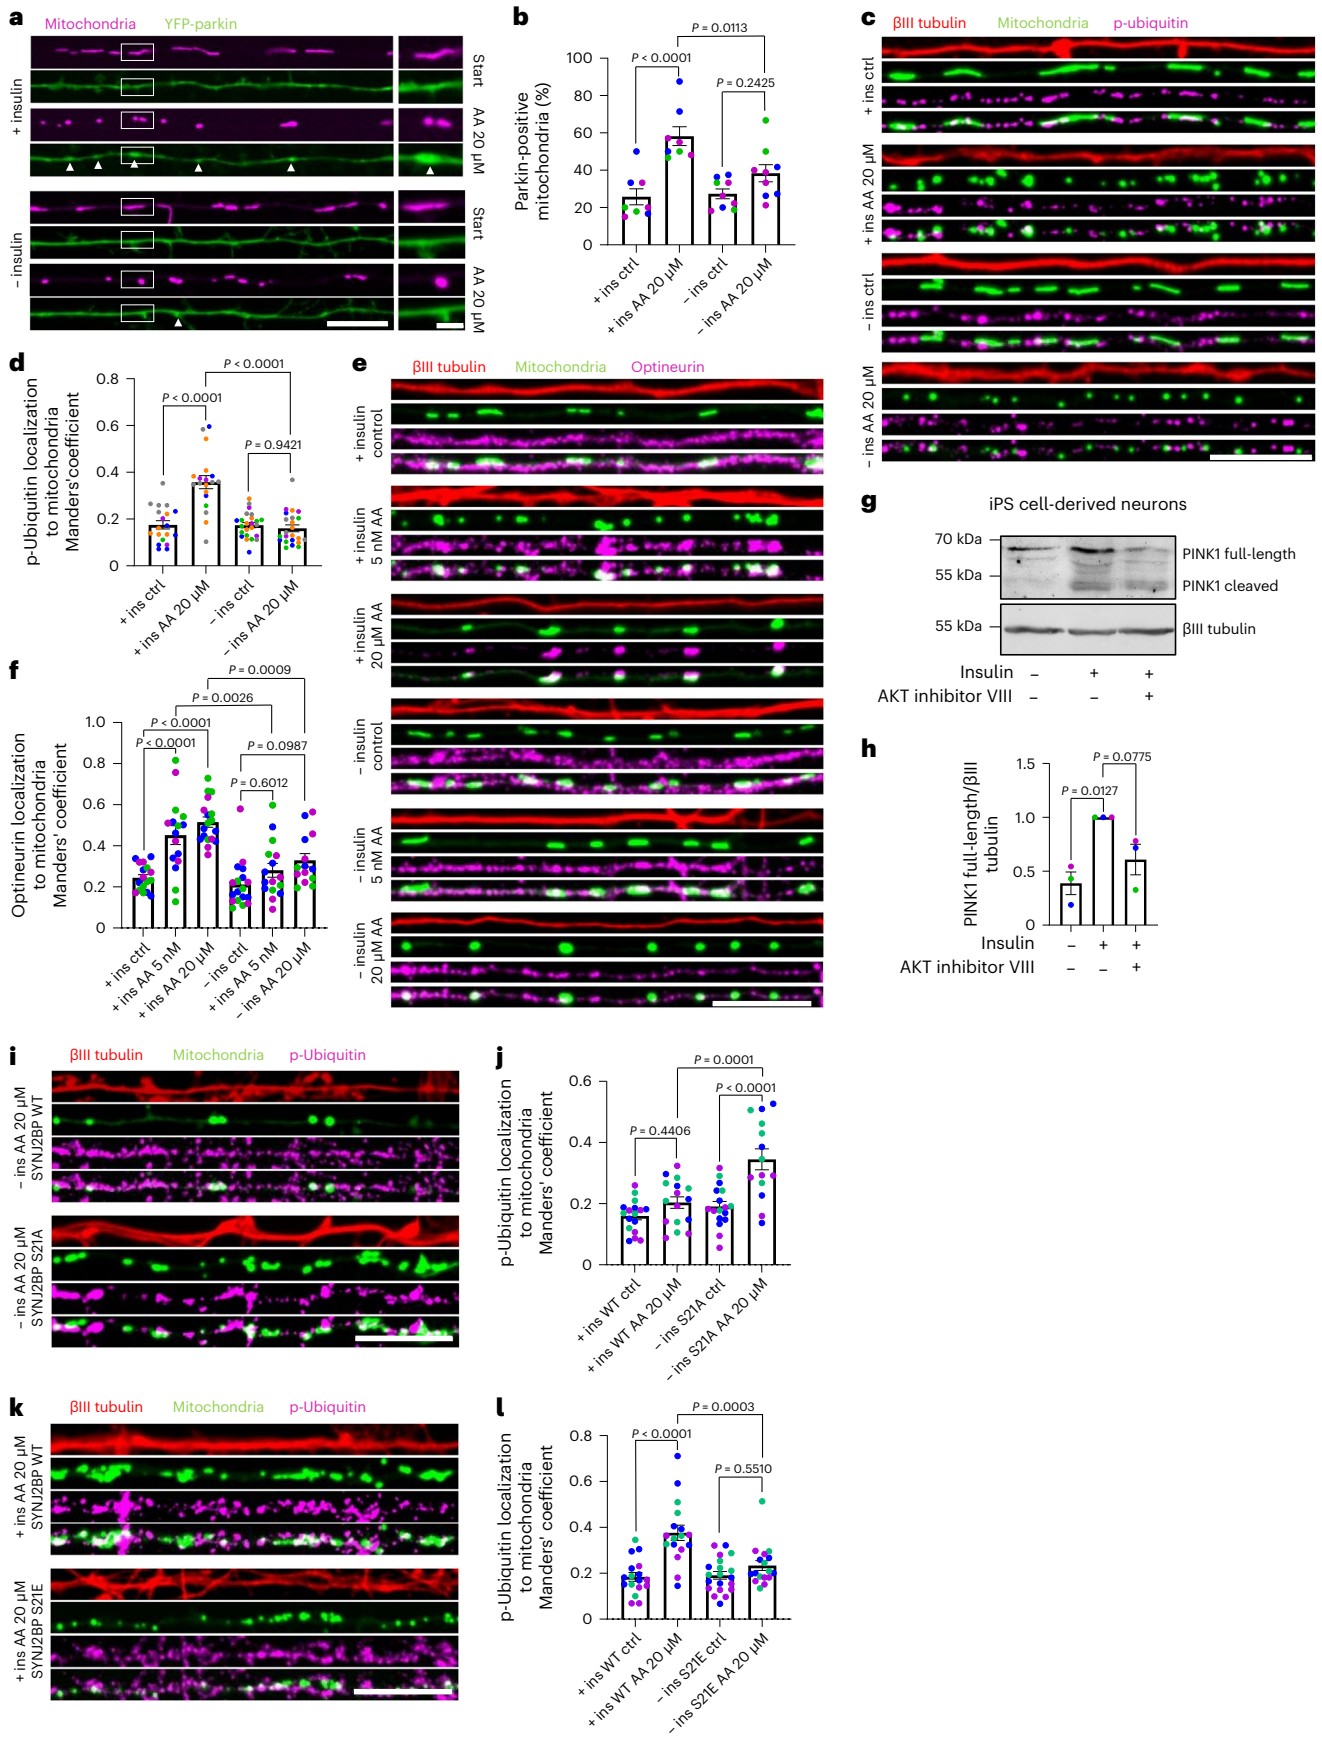 a
Mitochondria YFP-parkin
+ insulin
Start
AA 20 µM
– insulin
Start
AA 20 µM
b
Parkin-positive
mitochondria (%)
P = 0.0113
P < 0.0001
P = 0.2425
100
80
60
40
20
0
+ ins ctrl
+ ins AA 20 µM
– ins ctrl
– ins AA 20 µM
c
βIII tubulin Mitochondria p-ubiquitin
+ ins ctrl
+ ins AA 20 µM
– ins ctrl
– ins AA 20 µM
d
p-Ubiquitin localization
to mitochondria
Manders'coefficient
P < 0.0001
P < 0.0001
P = 0.9421
0.8
0.6
0.4
0.2
0
+ ins ctrl
+ ins AA 20 µM
– ins ctrl
– ins AA 20 µM
e
βIII tubulin Mitochondria Optineurin
+ insulin
control
+ insulin
5 nM AA
+ insulin
20 µM AA
– insulin
control
– insulin
5 nM AA
– insulin
20 µM AA
f
Optineurin localization
to mitochondria
Manders' coefficient
P = 0.0009
P = 0.0026
P < 0.0001
P < 0.0001
P = 0.0987
P = 0.6012
1.0
0.8
0.6
0.4
0.2
0
+ ins ctrl
+ ins AA 5 nM
+ ins AA 20 µM
– ins ctrl
+ ins AA 5 nM
– ins AA 20 µM
g
iPS cell-derived neurons
70 kDa
55 kDa
PINK1 full-length
PINK1 cleaved
55 kDa
βIII tubulin
Insulin – + +
AKT inhibitor VIII – – +
h
PINK1 full-length/βIII
tubulin
P = 0.0775
P = 0.0127
1.5
1.0
0.5
0
Insulin – + +
AKT inhibitor VIII – – +
i
βIII tubulin Mitochondria p-Ubiquitin
– ins AA 20 µM
SYNJ2BP WT
– ins AA 20 µM
SYNJ2BP S21A
j
p-Ubiquitin localization
to mitochondria
Manders' coefficient
P = 0.0001
P < 0.0001
P = 0.4406
0.6
0.4
0.2
0
+ ins WT ctrl
+ ins WT AA 20 µM
– ins S21A ctrl
– ins S21A AA 20 µM
k
βIII tubulin Mitochondria p-Ubiquitin
+ ins AA 20 µM
SYNJ2BP WT
+ ins AA 20 µM
SYNJ2BP S21E
l
p-Ubiquitin localization
to mitochondria
Manders' coefficient
P = 0.0003
P < 0.0001
P = 0.5510
0.8
0.6
0.4
0.2
0
+ ins WT ctrl
+ ins WT AA 20 µM
– ins S21E ctrl
– ins S21E AA 20 µM